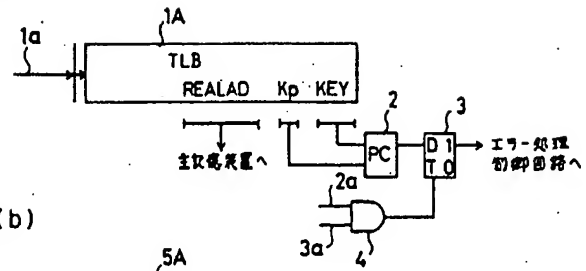 1A
1a
TLB
REALAD Kp KEY
2 3
主記憶装置へ
PC
D 1
T 0
エラー処理
制御回路へ
2a
3a
4
(b)
5A